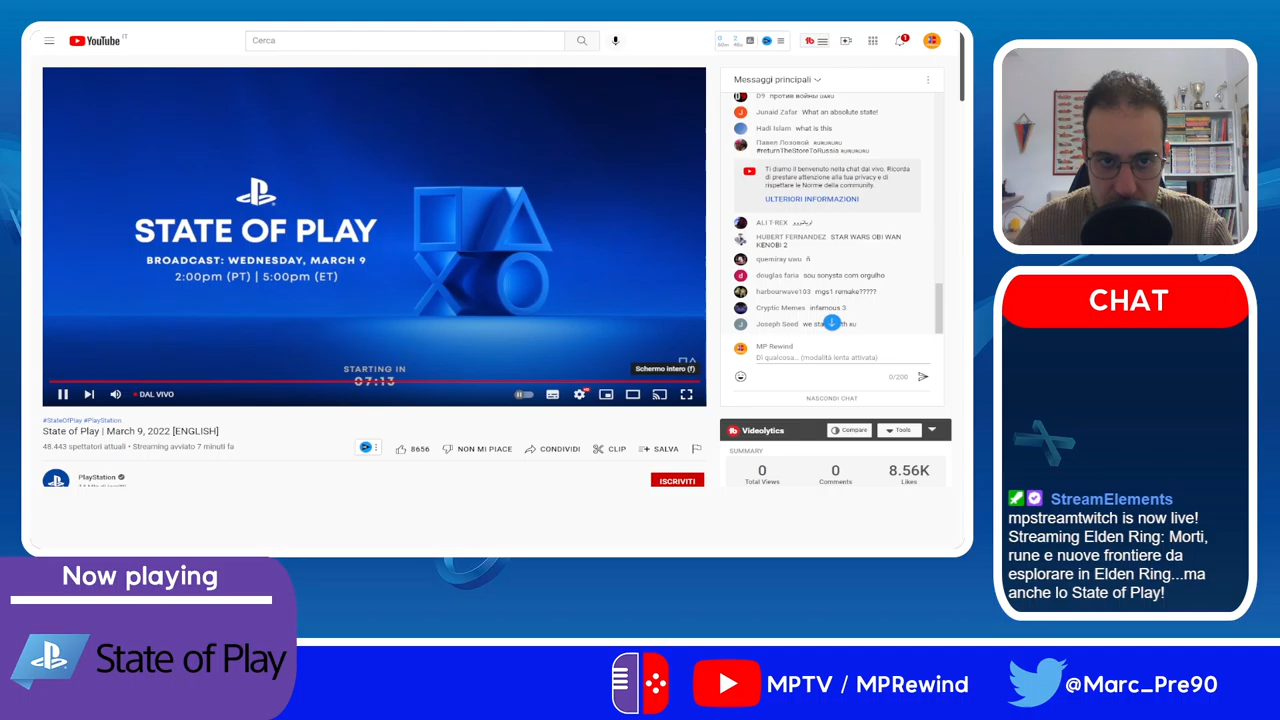 YouTube IT
Cerca
Messaggi principali
D9 против войны
Junaid Zafar What an absolute state!
Hadi Islam what is this
Павел Лозовой
#returnTheStoreToRussia
Ti diamo il benvenuto nella chat dal vivo. Ricorda
di prestare attenzione alla tua privacy e di
rispettare le Norme della community.
ULTERIORI INFORMAZIONI
ALI T-REX
HUBERT FERNANDEZ STAR WARS OBI WAN
KENOBI 2
quemiray uwu ñ
douglas faria sou sonysta com orgulho
harbourwave103 mgs1 remake?????
Cryptic Memes infamous 3
Joseph Seed we
MP Rewind
Di qualcosa... (modalità lenta attivata)
0/200
NASCONDI CHAT
STATE OF PLAY
BROADCAST: WEDNESDAY, MARCH 9
2:00pm (PT) | 5:00pm (ET)
STARTING IN
07:13
Schermo intero (f)
DAL VIVO
#StateOfPlay #PlayStation
State of Play | March 9, 2022 [ENGLISH]
48.443 spettatori attuali • Streaming avviato 7 minuti fa
8656
NON MI PIACE
CONDIVIDI
CLIP
SALVA
PlayStation
ISCRIVITI
Videolytics
Compare
Tools
SUMMARY
0
0
8.56K
Total Views
Comments
Likes
CHAT
StreamElements
mpstreamtwitch is now live!
Streaming Elden Ring: Morti,
rune e nuove frontiere da
esplorare in Elden Ring...ma
anche lo State of Play!
Now playing
State of Play
MPTV / MPRewind
@Marc_Pre90